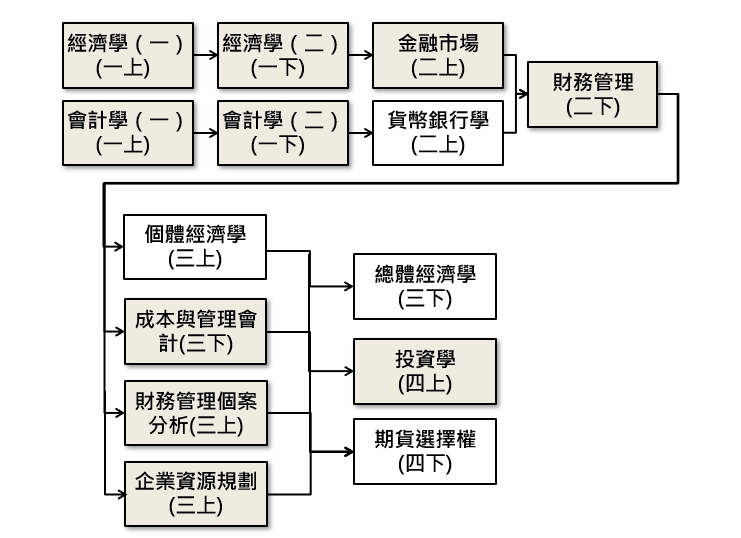 經濟學（一）
(一上)
經濟學（二）
(一下)
金融市場
(二上)
財務管理
(二下)
會計學（一）
(一上)
會計學（二）
(一下)
貨幣銀行學
(二上)
個體經濟學
(三上)
總體經濟學
(三下)
成本與管理會
計(三下)
投資學
(四上)
財務管理個案
分析(三上)
期貨選擇權
(四下)
企業資源規劃
(三上)